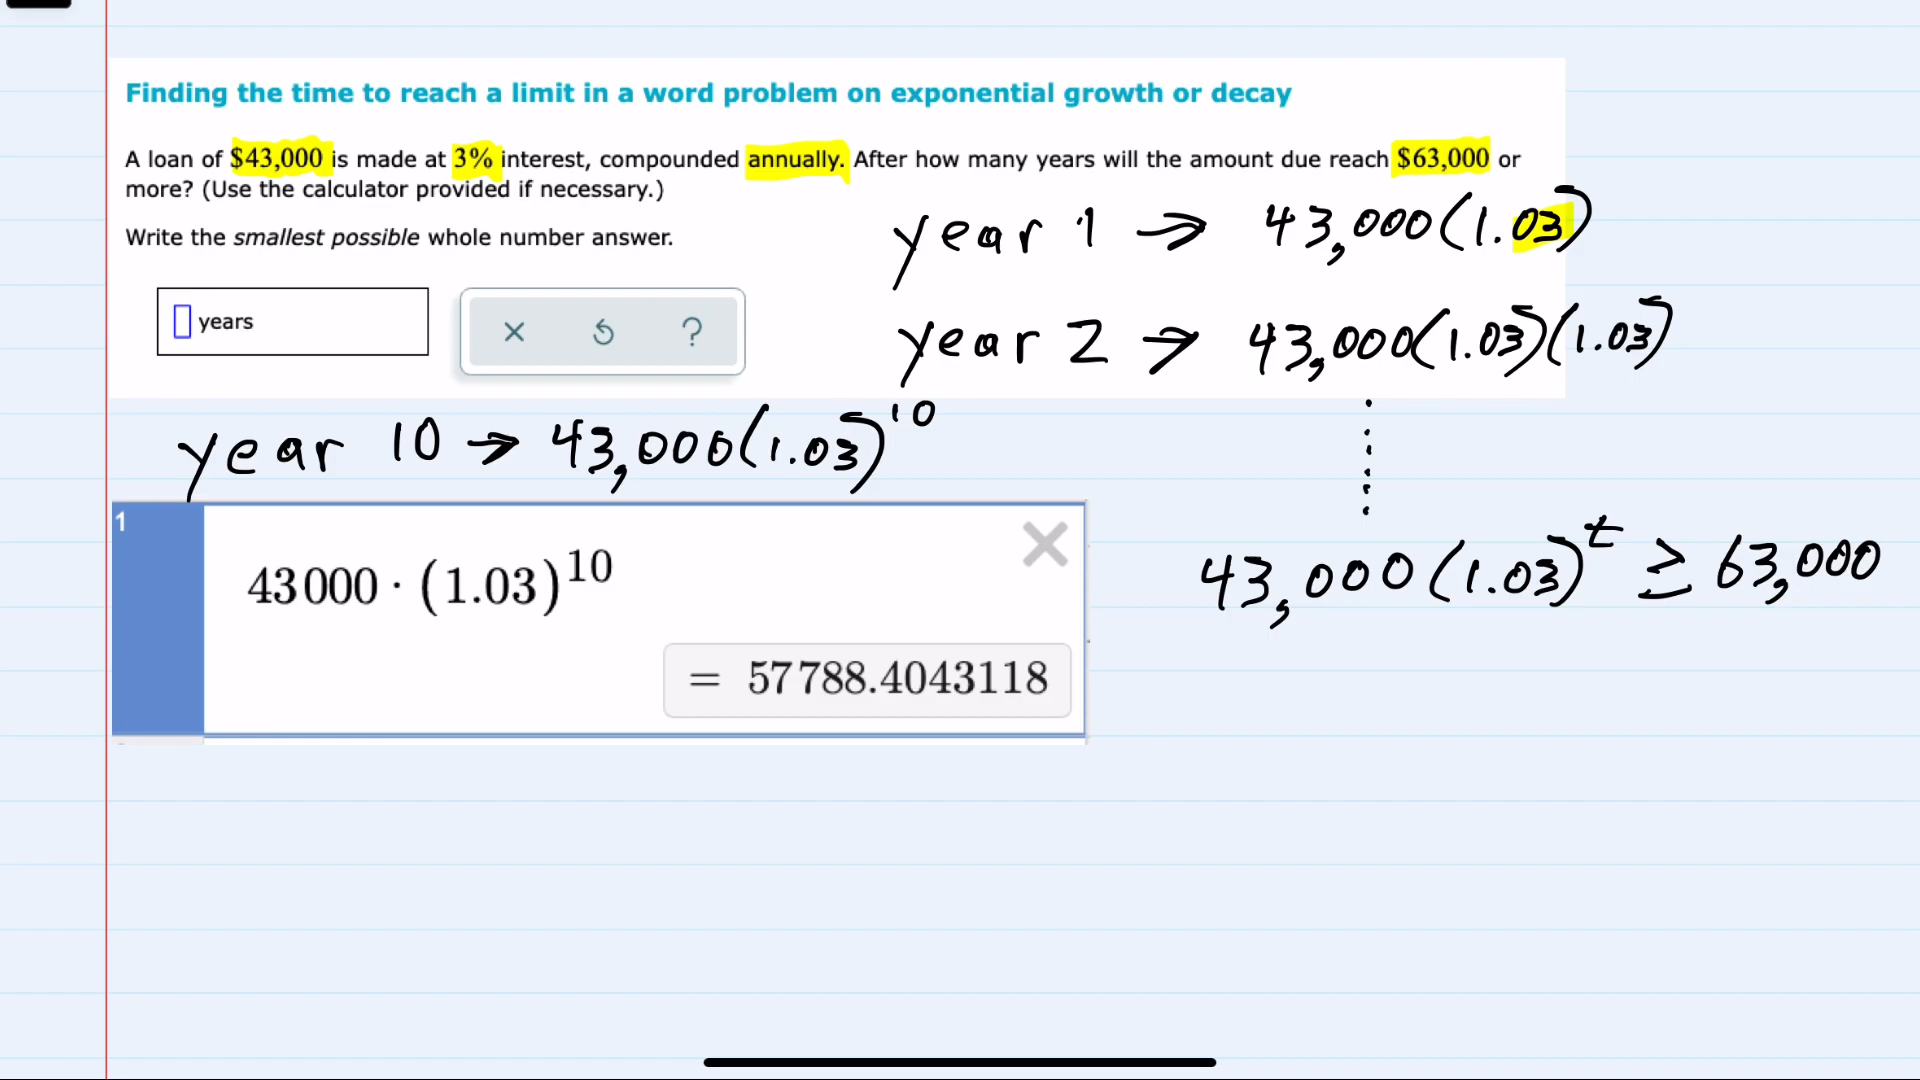 Finding the time to reach a limit in a word problem on exponential growth or decay
A loan of $43,000 is made at 3% interest, compounded annually. After how many years will the amount due reach $63,000 or
more? (Use the calculator provided if necessary.)
Write the smallest possible whole number answer.
years
year 1 → 43,000(1.03)
year 2 → 43,000(1.03)(1.03)
year 10 → 43,000(1.03)^10
1
43000 · (1.03)^10
= 57788.4043118
43,000(1.03)^t ≥ 63,000